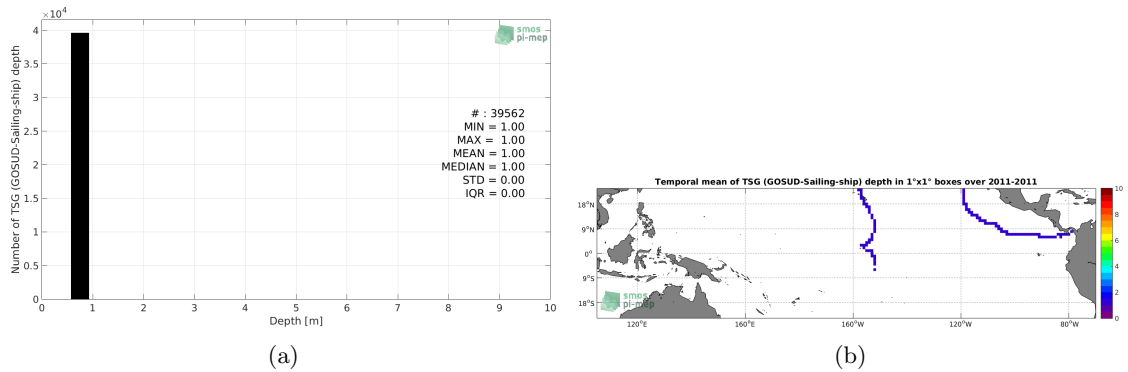 ×10⁴
4
3.5
3
2.5
2
1.5
1
0.5
0
Number of TSG (GOSUD-Sailing-ship) depth
smos
pi-mep
# : 39562
MIN = 1.00
MAX = 1.00
MEAN = 1.00
MEDIAN = 1.00
STD = 0.00
IQR = 0.00
0 1 2 3 4 5 6 7 8 9 10
Depth [m]
(a)
Temporal mean of TSG (GOSUD-Sailing-ship) depth in 1°x1° boxes over 2011-2011
18°N
9°N
0°
9°S
18°S
smos
pi-mep
120°E 160°E 160°W 120°W 80°W
10
8
6
4
2
0
(b)